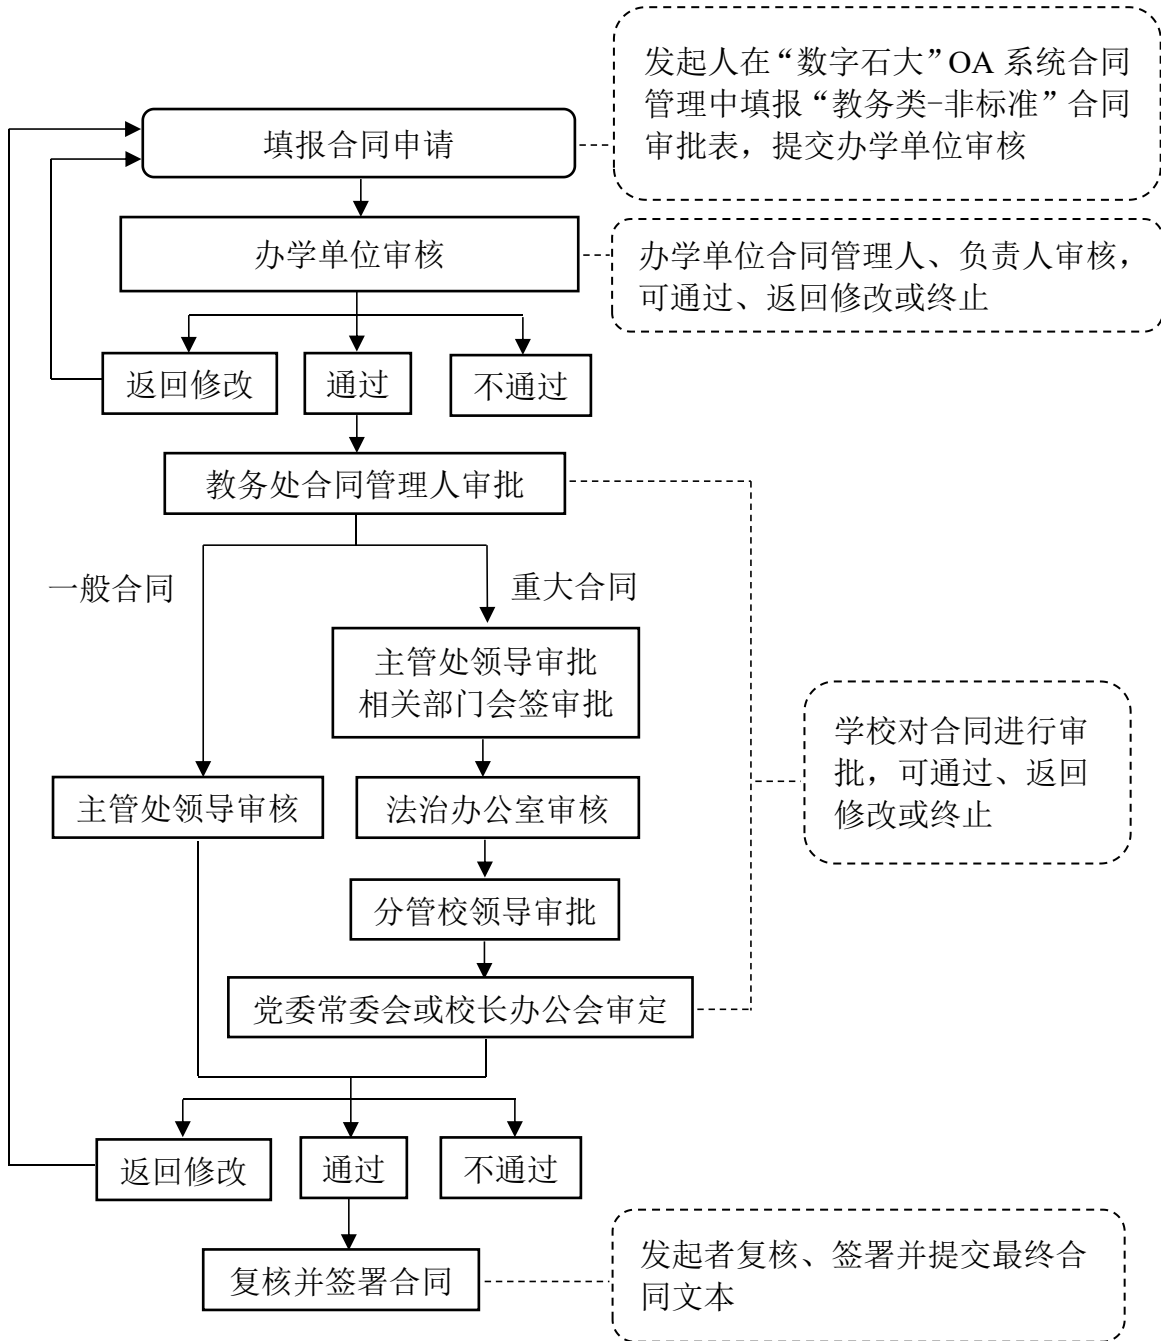 发起人在“数字石大”OA 系统合同
管理中填报“教务类-非标准”合同
审批表，提交办学单位审核
填报合同申请
办学单位审核
办学单位合同管理人、负责人审核，
可通过、返回修改或终止
返回修改
通过
不通过
教务处合同管理人审批
一般合同
重大合同
主管处领导审批
相关部门会签审批
学校对合同进行审
批，可通过、返回
修改或终止
主管处领导审核
法治办公室审核
分管校领导审批
党委常委会或校长办公会审定
返回修改
通过
不通过
复核并签署合同
发起者复核、签署并提交最终合
同文本